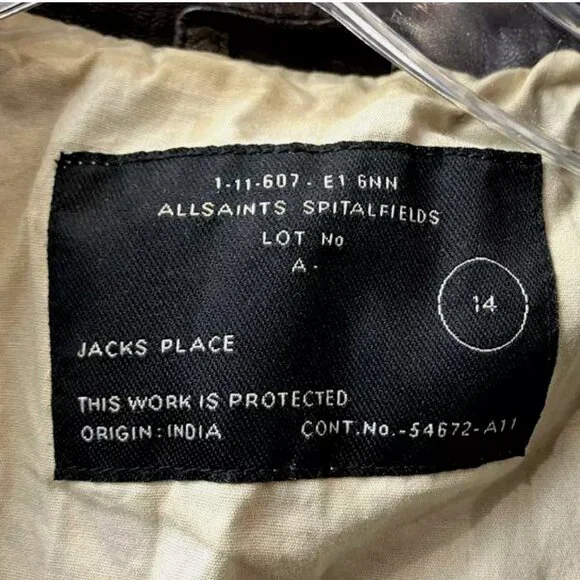 1-11-607- E1 6NN
ALLSAINTS SPITALFIELDS
LOT No
A-
14
JACKS PLACE
THIS WORK IS PROTECTED
ORIGIN: INDIA CONT.No.-54672-A11